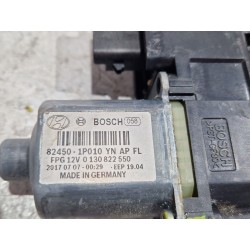 BOSCH 058
82450-1P010 YN AP FL
FPG 12V 0 130 822 550
2017 07 07 - 00:29 EEP 19.04
MADE IN GERMANY